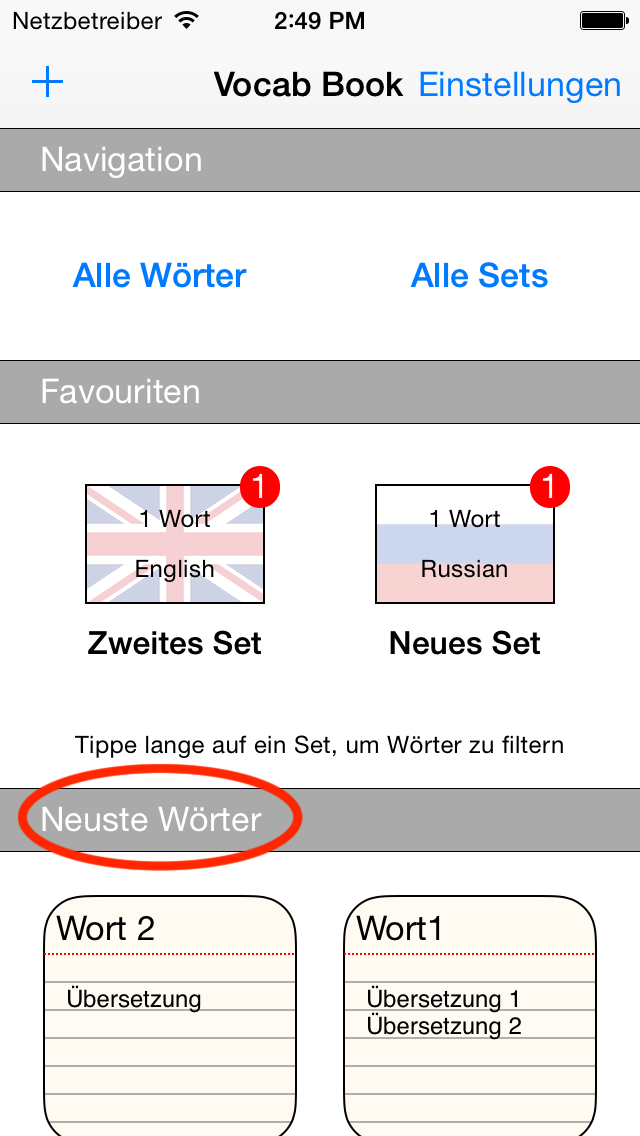 Netzbetreiber 2:49 PM
Vocab Book Einstellungen
Navigation
Alle Wörter Alle Sets
Favouriten
1 1
1 Wort 1 Wort
English Russian
Zweites Set Neues Set
Tippe lange auf ein Set, um Wörter zu filtern
Neuste Wörter
Wort 2 Wort1
Übersetzung Übersetzung 1
Übersetzung 2